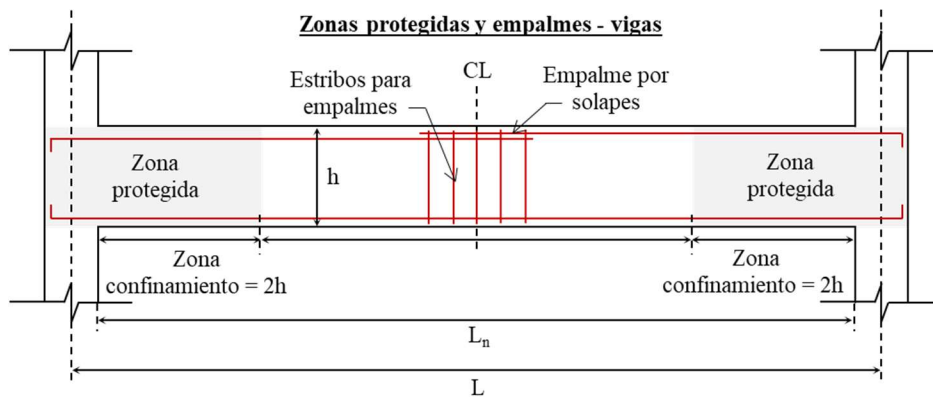 Zonas protegidas y empalmes - vigas
Estribos para
empalmes
CL
Empalme por
solapes
Zona
protegida
h
Zona
protegida
Zona
confinamiento = 2h
Zona
confinamiento = 2h
Ln
L